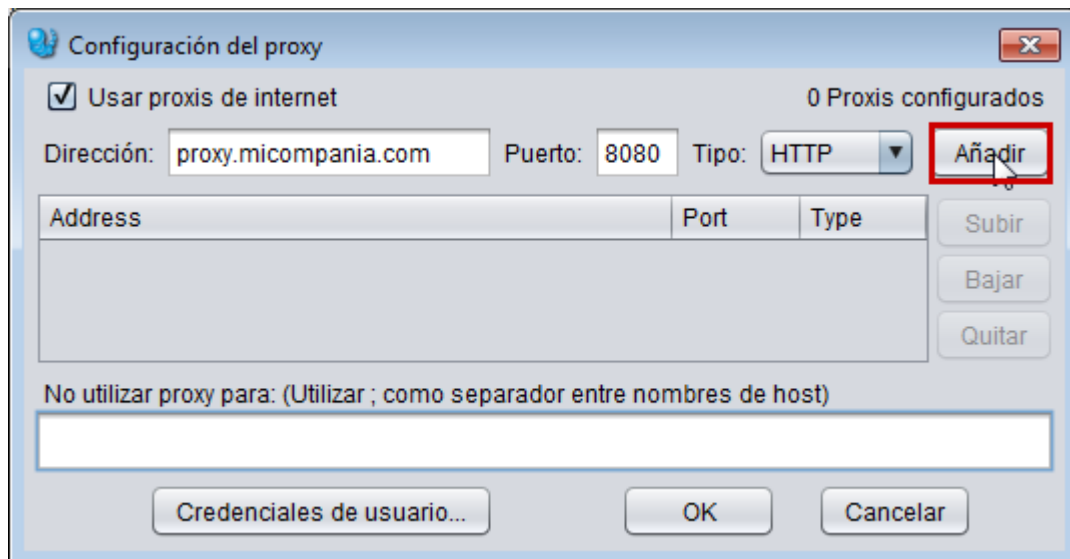 Configuración del proxy
Usar proxis de internet 0 Proxis configurados
Dirección: proxy.micompania.com Puerto: 8080 Tipo: HTTP Añadir
Address Port Type
Subir
Bajar
Quitar
No utilizar proxy para: (Utilizar ; como separador entre nombres de host)
Credenciales de usuario... OK Cancelar